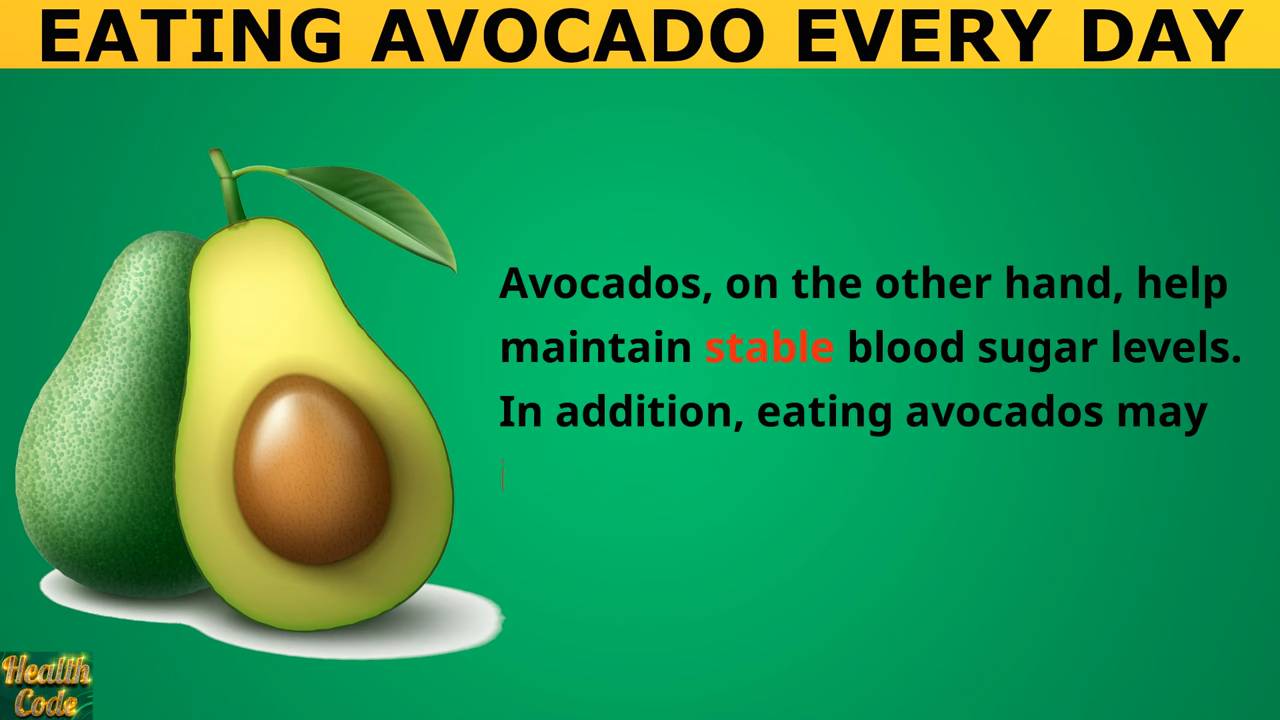 EATING AVOCADO EVERY DAY
Avocados, on the other hand, help
maintain stable blood sugar levels.
In addition, eating avocados may
Health
Code